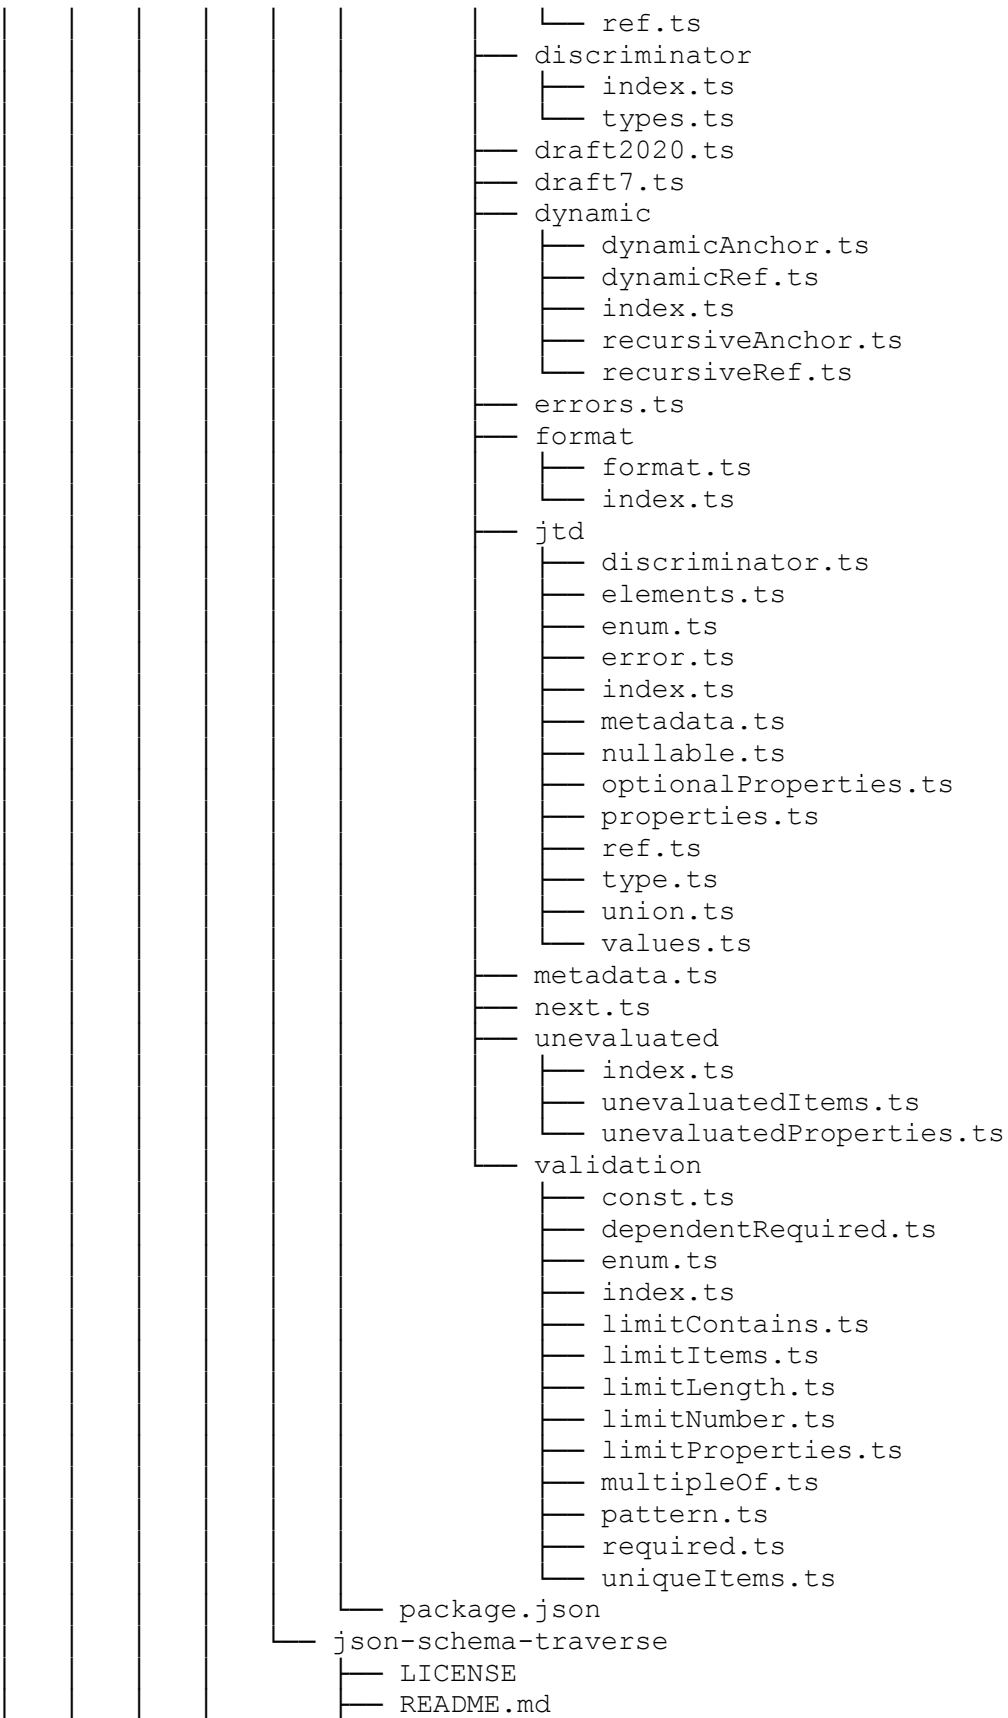 │   │   │   │   │   │   │   │   └── ref.ts
│   │   │   │   │   │   │   ├── discriminator
│   │   │   │   │   │   │   │   ├── index.ts
│   │   │   │   │   │   │   │   └── types.ts
│   │   │   │   │   │   │   ├── draft2020.ts
│   │   │   │   │   │   │   ├── draft7.ts
│   │   │   │   │   │   │   ├── dynamic
│   │   │   │   │   │   │   │   ├── dynamicAnchor.ts
│   │   │   │   │   │   │   │   ├── dynamicRef.ts
│   │   │   │   │   │   │   │   ├── index.ts
│   │   │   │   │   │   │   │   ├── recursiveAnchor.ts
│   │   │   │   │   │   │   │   └── recursiveRef.ts
│   │   │   │   │   │   │   ├── errors.ts
│   │   │   │   │   │   │   ├── format
│   │   │   │   │   │   │   │   ├── format.ts
│   │   │   │   │   │   │   │   └── index.ts
│   │   │   │   │   │   │   ├── jtd
│   │   │   │   │   │   │   │   ├── discriminator.ts
│   │   │   │   │   │   │   │   ├── elements.ts
│   │   │   │   │   │   │   │   ├── enum.ts
│   │   │   │   │   │   │   │   ├── error.ts
│   │   │   │   │   │   │   │   ├── index.ts
│   │   │   │   │   │   │   │   ├── metadata.ts
│   │   │   │   │   │   │   │   ├── nullable.ts
│   │   │   │   │   │   │   │   ├── optionalProperties.ts
│   │   │   │   │   │   │   │   ├── properties.ts
│   │   │   │   │   │   │   │   ├── ref.ts
│   │   │   │   │   │   │   │   ├── type.ts
│   │   │   │   │   │   │   │   ├── union.ts
│   │   │   │   │   │   │   │   └── values.ts
│   │   │   │   │   │   │   ├── metadata.ts
│   │   │   │   │   │   │   ├── next.ts
│   │   │   │   │   │   │   ├── unevaluated
│   │   │   │   │   │   │   │   ├── index.ts
│   │   │   │   │   │   │   │   ├── unevaluatedItems.ts
│   │   │   │   │   │   │   │   └── unevaluatedProperties.ts
│   │   │   │   │   │   │   └── validation
│   │   │   │   │   │   │       ├── const.ts
│   │   │   │   │   │   │       ├── dependentRequired.ts
│   │   │   │   │   │   │       ├── enum.ts
│   │   │   │   │   │   │       ├── index.ts
│   │   │   │   │   │   │       ├── limitContains.ts
│   │   │   │   │   │   │       ├── limitItems.ts
│   │   │   │   │   │   │       ├── limitLength.ts
│   │   │   │   │   │   │       ├── limitNumber.ts
│   │   │   │   │   │   │       ├── limitProperties.ts
│   │   │   │   │   │   │       ├── multipleOf.ts
│   │   │   │   │   │   │       ├── pattern.ts
│   │   │   │   │   │   │       ├── required.ts
│   │   │   │   │   │   │       └── uniqueItems.ts
│   │   │   │   │   └── package.json
│   │   │   │   └── json-schema-traverse
│   │   │   │       ├── LICENSE
│   │   │   │       ├── README.md